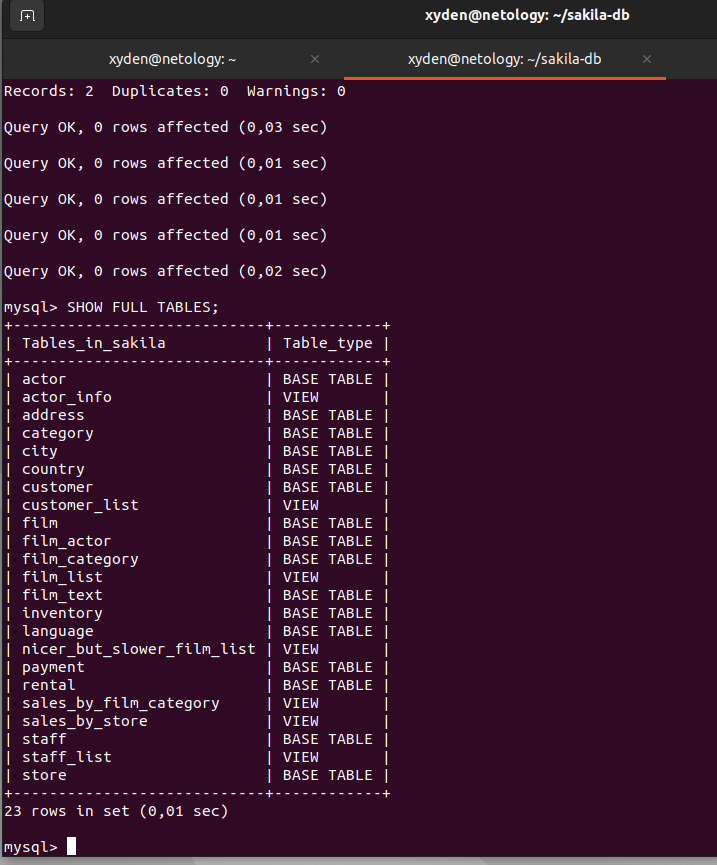 xyden@netology: ~/sakila-db
xyden@netology: ~ × xyden@netology: ~/sakila-db ×
Records: 2  Duplicates: 0  Warnings: 0

Query OK, 0 rows affected (0,03 sec)

Query OK, 0 rows affected (0,01 sec)

Query OK, 0 rows affected (0,01 sec)

Query OK, 0 rows affected (0,01 sec)

Query OK, 0 rows affected (0,02 sec)

mysql> SHOW FULL TABLES;
+----------------------------+------------+
| Tables_in_sakila           | Table_type |
+----------------------------+------------+
| actor                      | BASE TABLE |
| actor_info                 | VIEW       |
| address                    | BASE TABLE |
| category                   | BASE TABLE |
| city                       | BASE TABLE |
| country                    | BASE TABLE |
| customer                   | BASE TABLE |
| customer_list              | VIEW       |
| film                       | BASE TABLE |
| film_actor                 | BASE TABLE |
| film_category              | BASE TABLE |
| film_list                  | VIEW       |
| film_text                  | BASE TABLE |
| inventory                  | BASE TABLE |
| language                   | BASE TABLE |
| nicer_but_slower_film_list | VIEW       |
| payment                    | BASE TABLE |
| rental                     | BASE TABLE |
| sales_by_film_category     | VIEW       |
| sales_by_store             | VIEW       |
| staff                      | BASE TABLE |
| staff_list                 | VIEW       |
| store                      | BASE TABLE |
+----------------------------+------------+
23 rows in set (0,01 sec)

mysql>